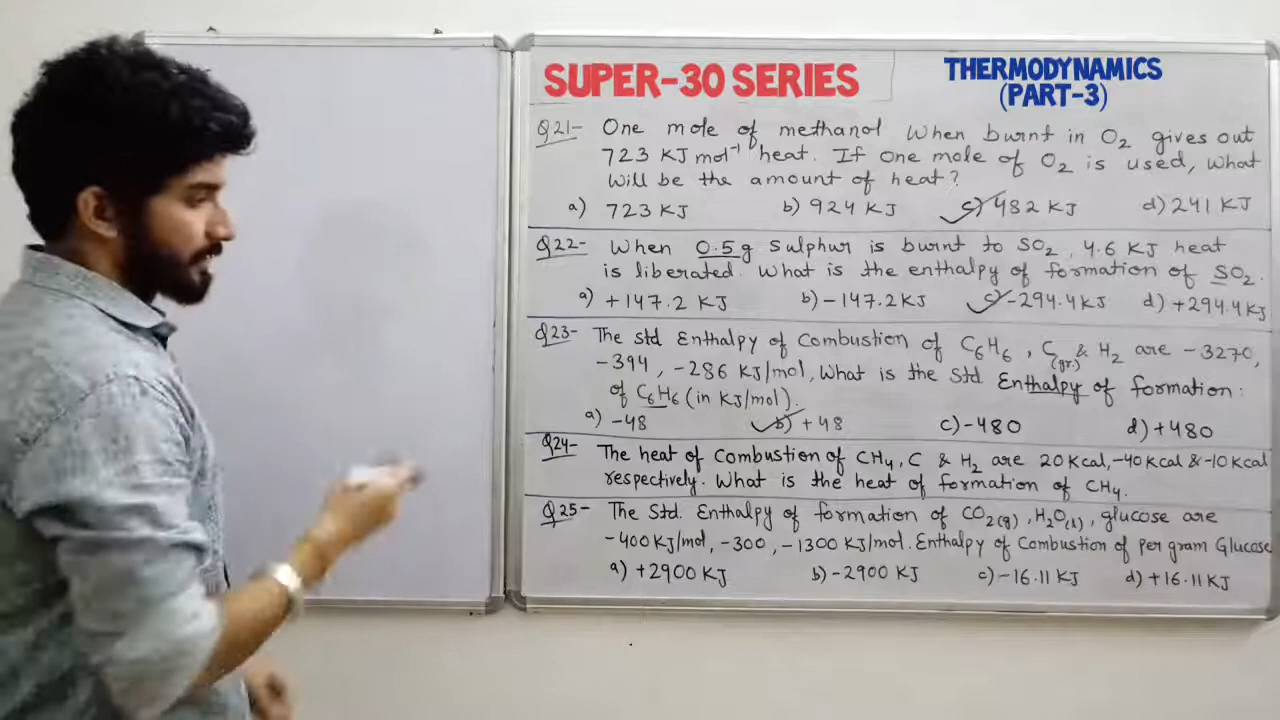 SUPER-30 SERIES
THERMODYNAMICS
(PART-3)
Q21- One mole of methanol when burnt in O₂ gives out
723 KJ mol⁻¹ heat. If one mole of O₂ is used, what
will be the amount of heat?
a) 723 KJ b) 924 KJ c) 482 KJ d) 241 KJ
Q22- When 0.5g Sulphur is burnt to SO₂, 4.6 KJ heat
is liberated. What is the enthalpy of formation of SO₂.
a) +147.2 KJ b) -147.2 KJ c) -294.4 KJ d) +294.4 KJ
Q23- The std Enthalpy of Combustion of C₆H₆, C(gr.) & H₂ are -3270,
-394, -286 KJ/mol, What is the Std Enthalpy of formation:
of C₆H₆ (in KJ/mol).
a) -48 b) +48 c) -480 d) +480
Q24- The heat of Combustion of CH₄, C & H₂ are 20 Kcal, -40 Kcal & -10 Kcal
respectively. What is the heat of formation of CH₄.
Q25- The Std. Enthalpy of formation of CO₂(g), H₂O(l), glucose are
-400 KJ/mol, -300, -1300 KJ/mol. Enthalpy of Combustion of per gram Glucose
a) +2900 KJ b) -2900 KJ c) -16.11 KJ d) +16.11 KJ